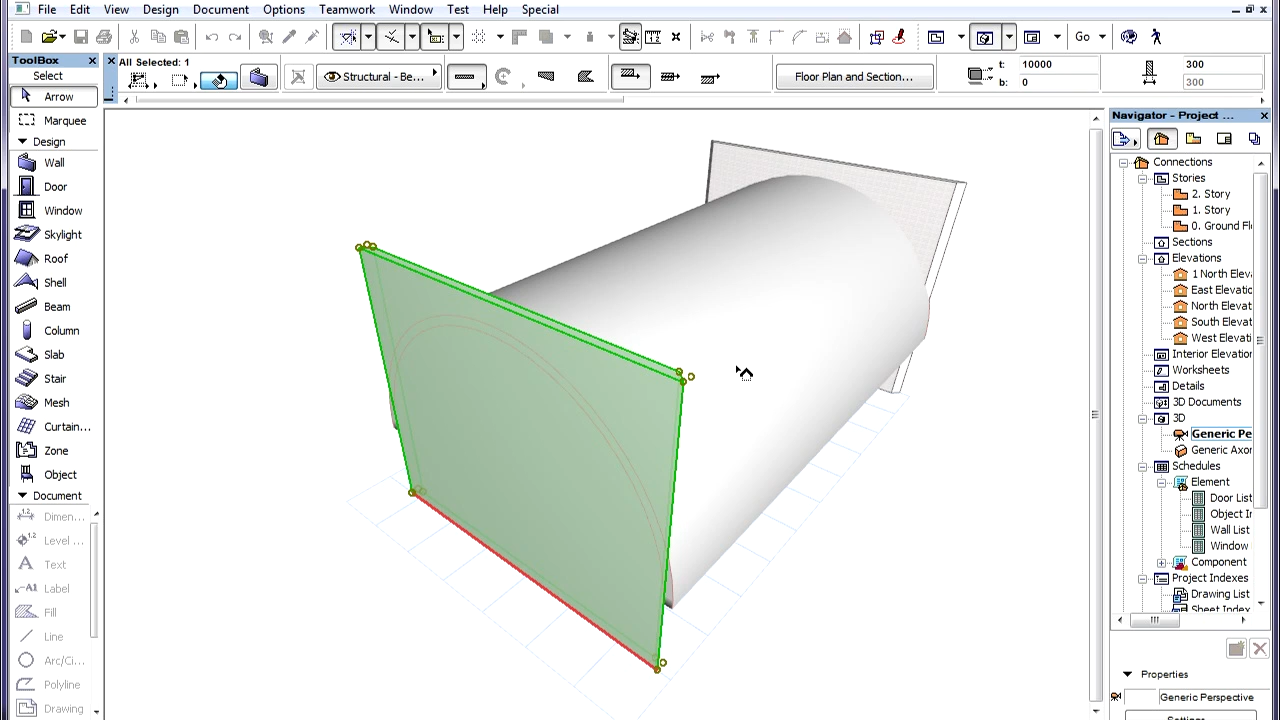 File Edit View Design Document Options Teamwork Window Test Help Special
ToolBox
Select
Arrow
Marquee
Design
Wall
Door
Window
Skylight
Roof
Shell
Beam
Column
Slab
Stair
Mesh
Curtain...
Zone
Object
Document
Dimen...
Level ...
Text
Label
Fill
Line
Arc/Ci...
Polyline
Drawing
Go
All Selected: 1
Structural - Be...
Floor Plan and Section...
t: 10000
b: 0
300
300
Navigator - Project ...
Connections
Stories
2. Story
1. Story
0. Ground Fl
Sections
Elevations
1 North Elev
East Elevatio
North Elevat
South Elevat
West Elevati
Interior Elevation
Worksheets
Details
3D Documents
3D
Generic Pe
Generic Axor
Schedules
Element
Door List
Object Ir
Wall List
Window
Component
Project Indexes
Drawing List
Sheet Index
Properties
Generic Perspective
Settings...